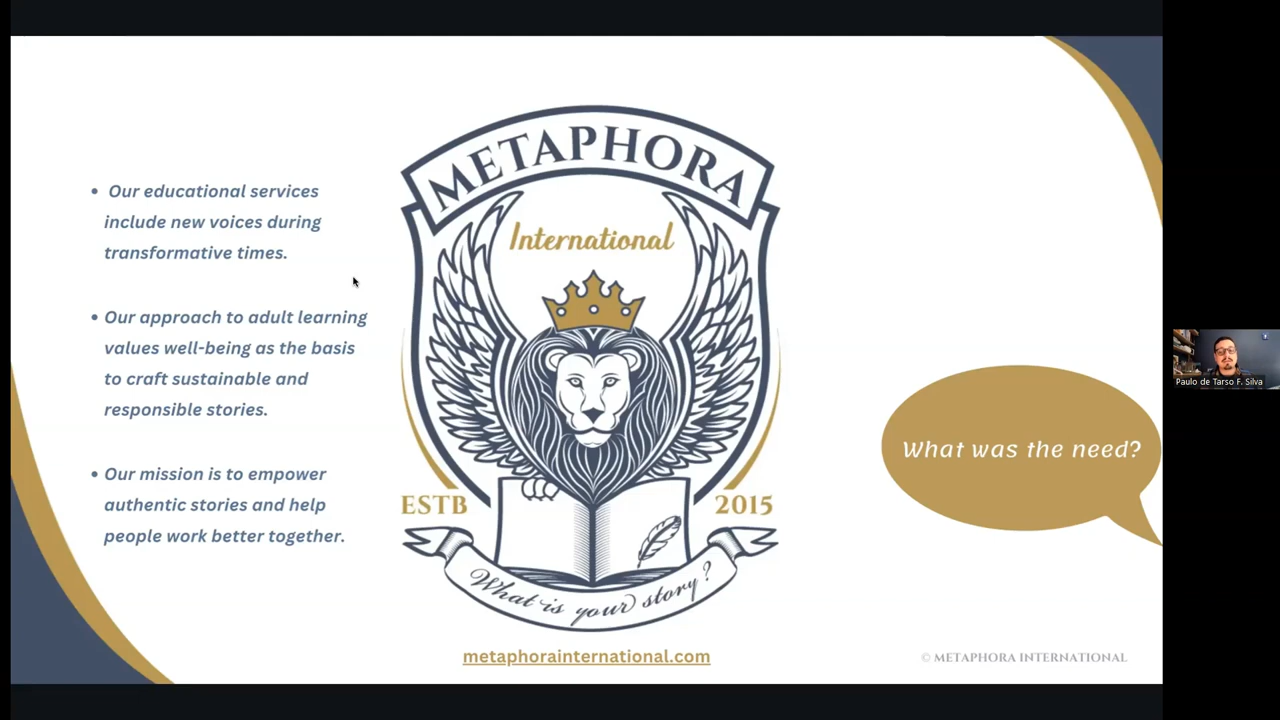 METAPHORA
International
• Our educational services
include new voices during
transformative times.
• Our approach to adult learning
values well-being as the basis
to craft sustainable and
responsible stories.
• Our mission is to empower
authentic stories and help
people work better together.
ESTB 2015
What is your story?
metaphorainternational.com
What was the need?
© METAPHORA INTERNATIONAL
Paulo de Tarso F. Silva